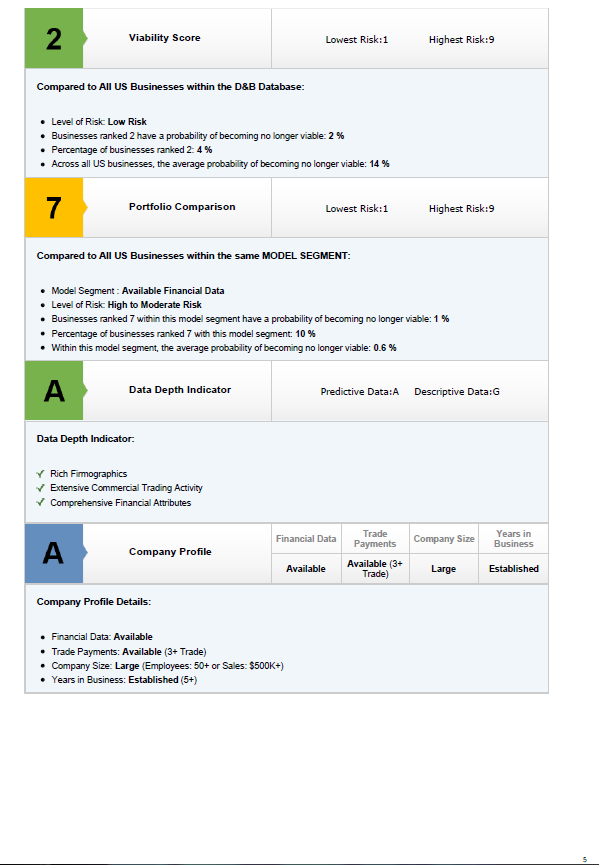 2
Viability Score
Lowest Risk:1 Highest Risk:9
Compared to All US Businesses within the D&B Database:
Level of Risk: Low Risk
Businesses ranked 2 have a probability of becoming no longer viable: 2 %
Percentage of businesses ranked 2: 4 %
Across all US businesses, the average probability of becoming no longer viable: 14 %
7
Portfolio Comparison
Lowest Risk:1 Highest Risk:9
Compared to All US Businesses within the same MODEL SEGMENT:
Model Segment : Available Financial Data
Level of Risk: High to Moderate Risk
Businesses ranked 7 within this model segment have a probability of becoming no longer viable: 1 %
Percentage of businesses ranked 7 with this model segment: 10 %
Within this model segment, the average probability of becoming no longer viable: 0.6 %
A
Data Depth Indicator
Predictive Data:A Descriptive Data:G
Data Depth Indicator:
Rich Firmographics
Extensive Commercial Trading Activity
Comprehensive Financial Attributes
A
Company Profile
Financial Data
Trade
Payments
Company Size
Years in
Business
Available
Available (3+
Trade)
Large
Established
Company Profile Details:
Financial Data: Available
Trade Payments: Available (3+ Trade)
Company Size: Large (Employees: 50+ or Sales: $500K+)
Years in Business: Established (5+)
5